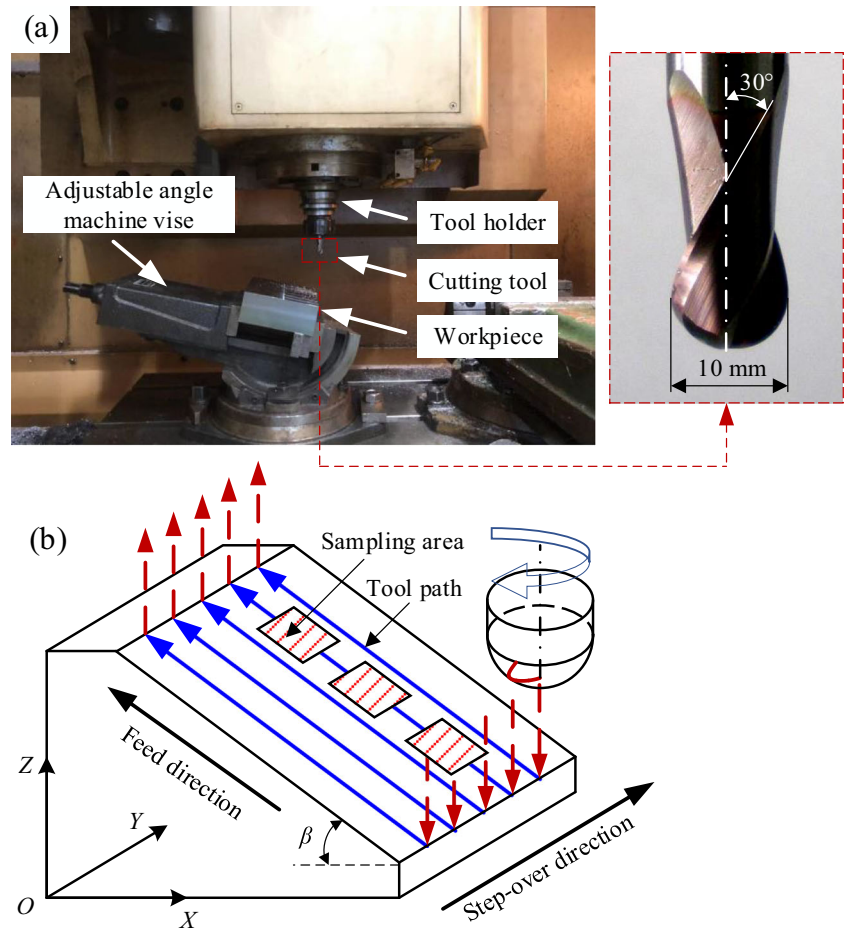 (a)
Adjustable angle
machine vise
Tool holder
Cutting tool
Workpiece
30°
10 mm
(b)
Sampling area
Tool path
Feed direction
Z
Y
β
O
X
Step-over direction